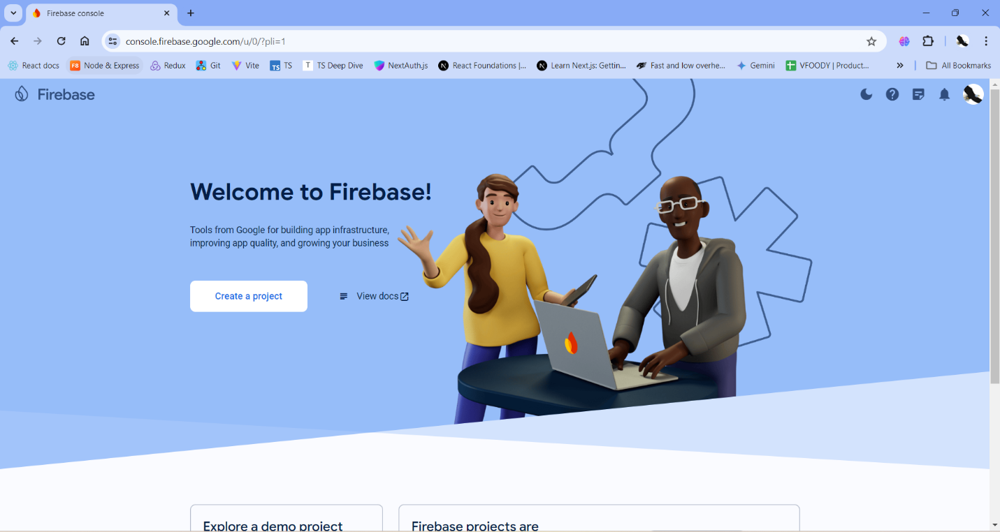 Firebase console
console.firebase.google.com/u/0/?pli=1
React docs
FB Node & Express
Redux
Git
Vite
TS TS
T TS Deep Dive
NextAuth.js
N React Foundations |...
N Learn Next.js: Gettin...
Fast and low overhe...
Gemini
VFOODY | Product...
»
All Bookmarks
Firebase
Welcome to Firebase!
Tools from Google for building app infrastructure,
improving app quality, and growing your business
Create a project
View docs
Explore a demo project
Firebase projects are